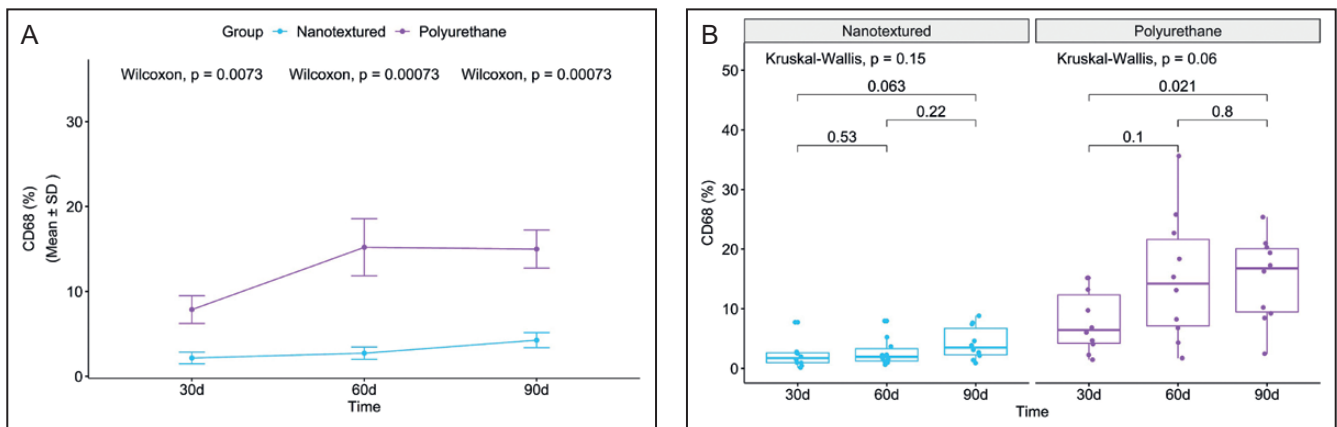 A
Group Nanotextured Polyurethane
Wilcoxon, p = 0.0073 Wilcoxon, p = 0.00073 Wilcoxon, p = 0.00073
CD68 (%)
(Mean ± SD )
30
20
10
0
30d 60d 90d
Time
B
Nanotextured Polyurethane
Kruskal-Wallis, p = 0.15 Kruskal-Wallis, p = 0.06
0.063 0.021
0.22 0.8
0.53 0.1
CD68 (%)
50
40
30
20
10
0
30d 60d 90d 30d 60d 90d
Time